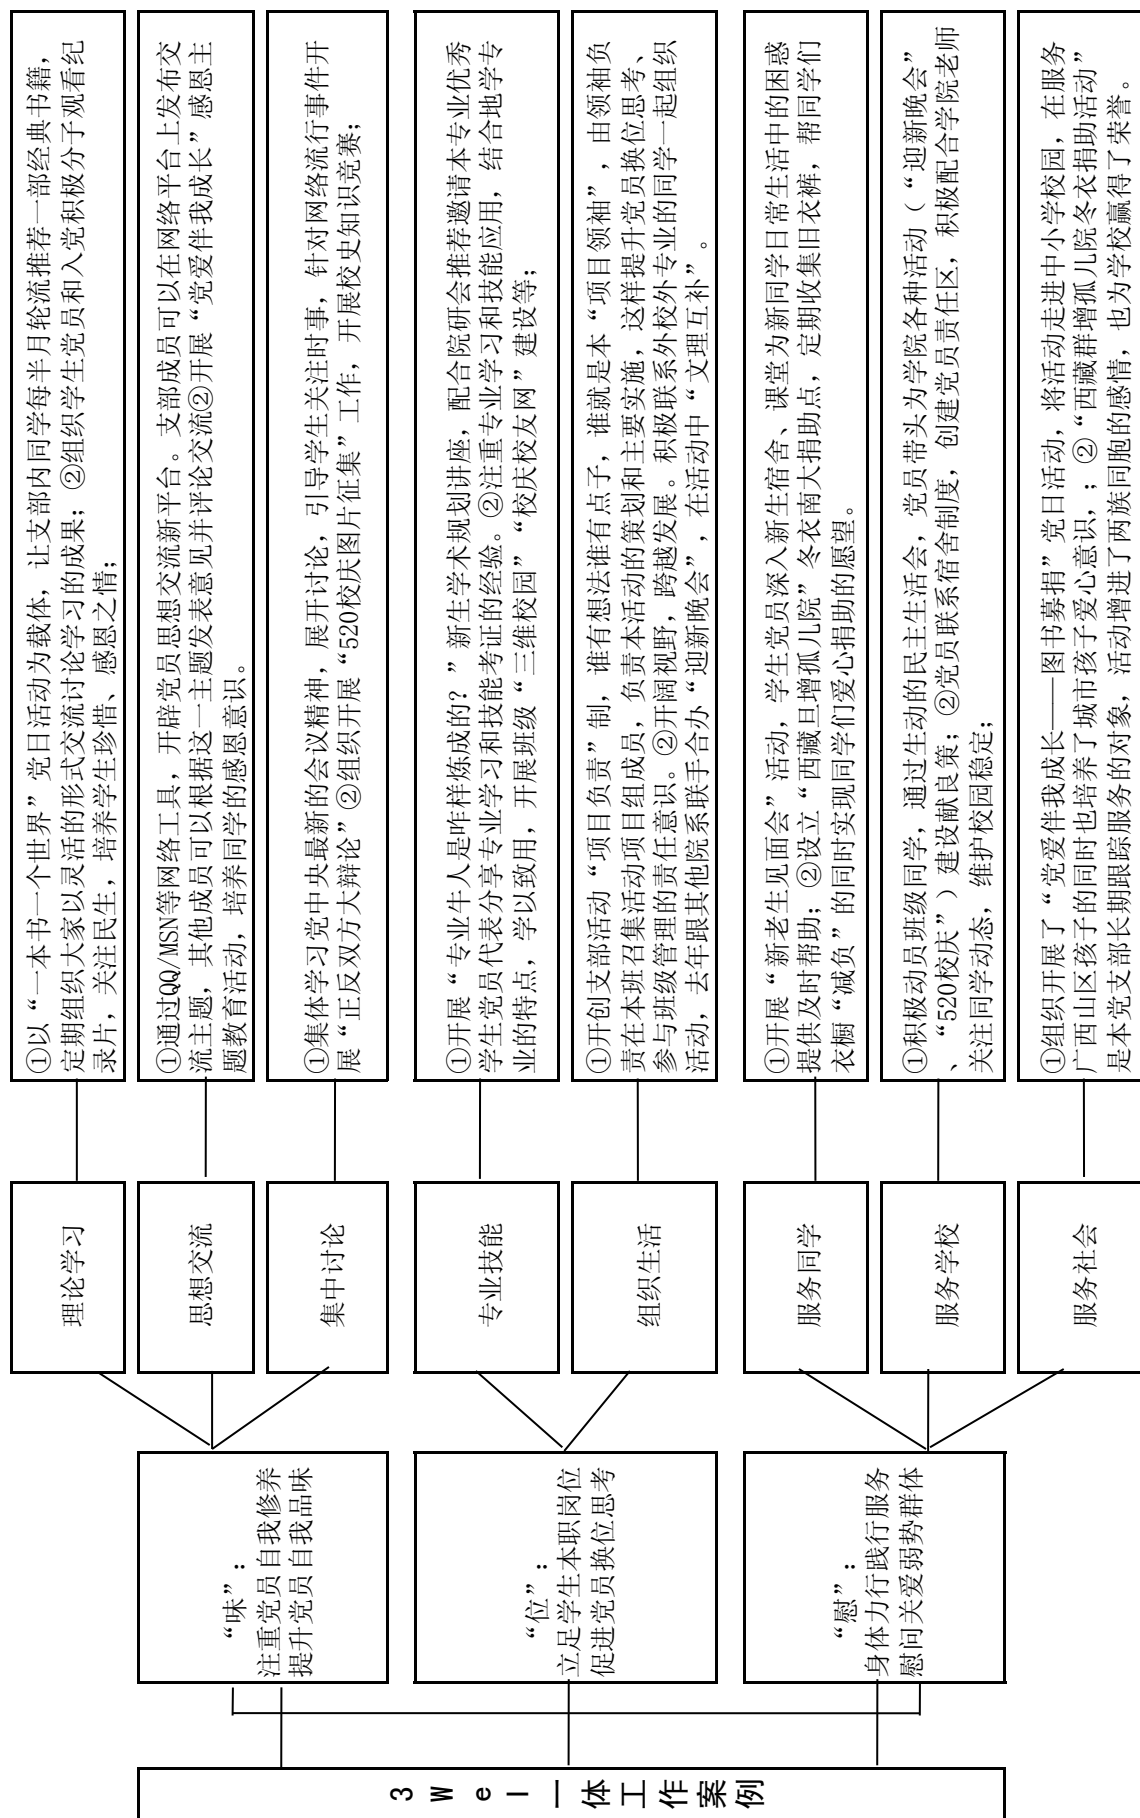 3 W e l 一 体 工 作 案 例
“味”:
注重党员自我修养
提升党员自我品味
“位”:
立足学生本职岗位
促进党员换位思考
“慰”:
身体力行践行服务
慰问关爱弱势群体
理论学习
思想交流
集中讨论
专业技能
组织生活
服务同学
服务学校
服务社会
①以“一本书一个世界”党日活动为载体，让支部内同学每半月轮流推荐一部经典书籍，
定期组织大家以灵活的形式交流讨论学习的成果；②组织学生党员和入党积极分子观看纪
录片，关注民生，培养学生珍惜、感恩之情；
①通过QQ/MSN等网络工具，开辟党员思想交流新平台。支部成员可以在网络平台上发布交
流主题，其他成员可以根据这一主题发表意见并评论交流②开展“党爱伴我成长”感恩主
题教育活动，培养同学的感恩意识。
①集体学习党中央最新的会议精神，展开讨论，引导学生关注时事，针对网络流行事件开
展“正反双方大辩论”②组织开展“520校庆图片征集”工作，开展校史知识竞赛；
①开展“专业牛人是咋样炼成的？”新生学术规划讲座，配合院研会推荐邀请本专业优秀
学生党员代表分享专业学习和技能考证的经验。②注重专业学习和技能应用，结合地学专
业的特点，学以致用，开展班级“三维校园”“校庆校友网”建设等；
①开创支部活动“项目负责”制，谁有想法谁有点子，谁就是本“项目领袖”，由领袖负
责在本班召集活动项目组成员，负责本活动的策划和主要实施，这样提升党员换位思考、
参与班级管理的责任意识。②开阔视野，跨越发展。积极联系外校外专业的同学一起组织
活动，去年跟其他院系联手合办“迎新晚会”，在活动中“文理互补”。
①开展“新老生见面会”活动，学生党员深入新生宿舍、课堂为新同学日常生活中的困惑
提供及时帮助；②设立“西藏旦增孤儿院”冬衣南大捐助点，定期收集旧衣裤，帮同学们
衣橱“减负”的同时实现同学们爱心捐助的愿望。
①积极动员班级同学，通过生动的民主生活会，党员带头为学院各种活动（“迎新晚会”
、“520校庆”）建设献良策；②党员联系宿舍制度，创建党员责任区，积极配合学院老师
关注同学动态，维护校园稳定；
①组织开展了“党爱伴我成长——图书募捐”党日活动，将活动走进中小学校园，在服务
广西山区孩子的同时也培养了城市孩子爱心意识，；②“西藏群增孤儿院冬衣捐助活动”
是本党支部长期跟踪服务的对象，活动增进了两族同胞的感情，也为学校赢得了荣誉。